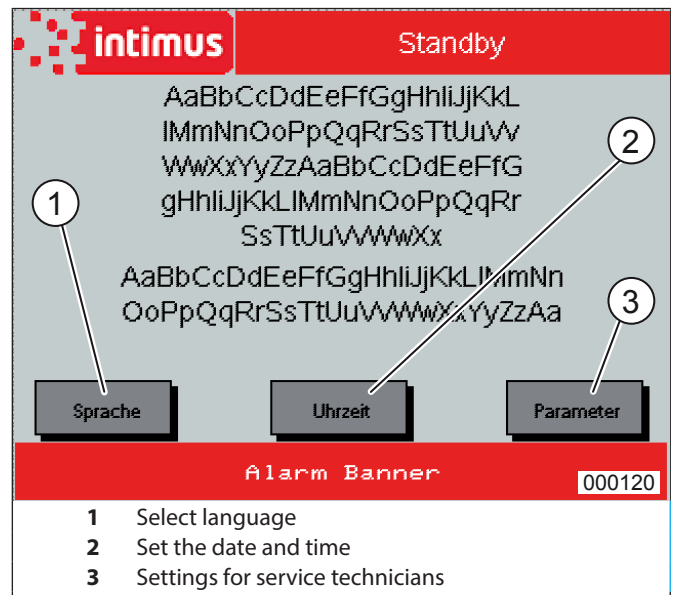 intimus Standby
AaBbCcDdEeFfGgHhIiJjKkL
lMmNnOoPpQqRrSsTtUuVv
WwXxYyZzAaBbCcDdEeFfG
gHhIiJjKkLlMmNnOoPpQqRr
SsTtUuVvWwXx
AaBbCcDdEeFfGgHhIiJjKkLlMmNn
OoPpQqRrSsTtUuVvWwXxYyZzAa
1
2
3
Sprache Uhrzeit Parameter
Alarm Banner
000120
1 Select language
2 Set the date and time
3 Settings for service technicians